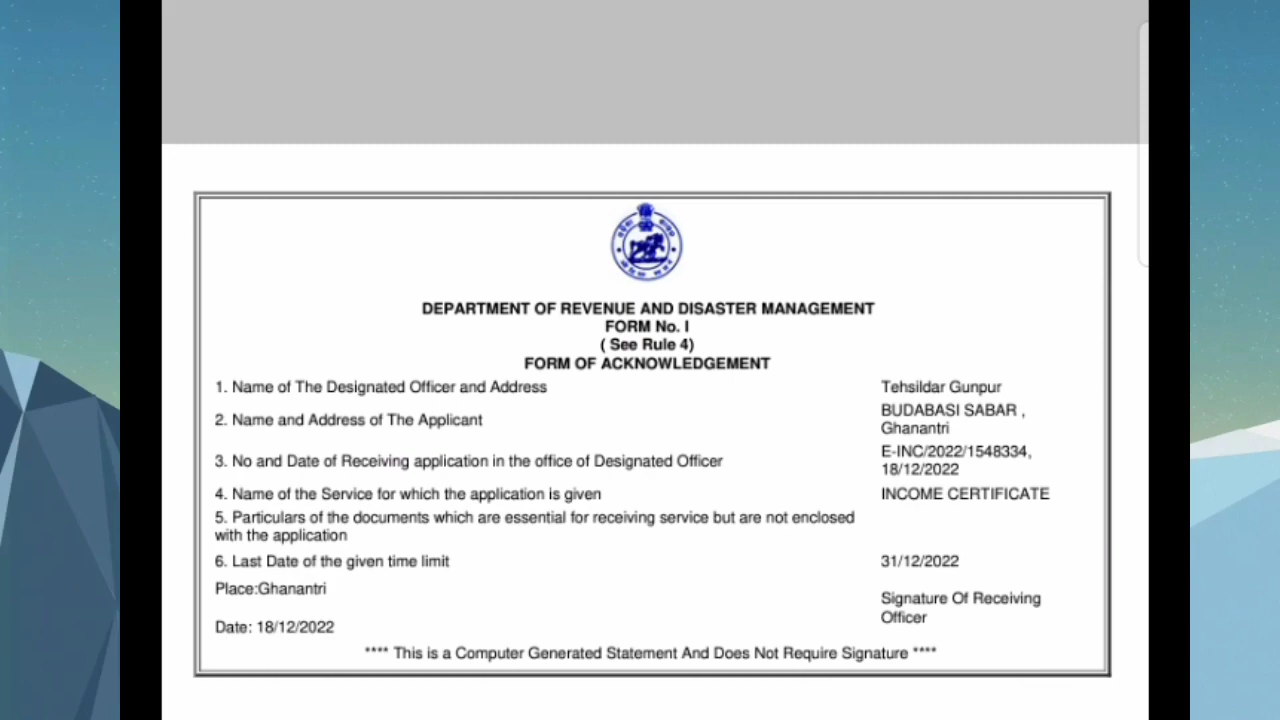 DEPARTMENT OF REVENUE AND DISASTER MANAGEMENT
FORM No. I
( See Rule 4)
FORM OF ACKNOWLEDGEMENT
1. Name of The Designated Officer and Address Tehsildar Gunpur
2. Name and Address of The Applicant BUDABASI SABAR ,
Ghanantri
3. No and Date of Receiving application in the office of Designated Officer E-INC/2022/1548334,
18/12/2022
4. Name of the Service for which the application is given INCOME CERTIFICATE
5. Particulars of the documents which are essential for receiving service but are not enclosed
with the application
6. Last Date of the given time limit 31/12/2022
Place:Ghanantri
Signature Of Receiving
Officer
Date: 18/12/2022
**** This is a Computer Generated Statement And Does Not Require Signature ****